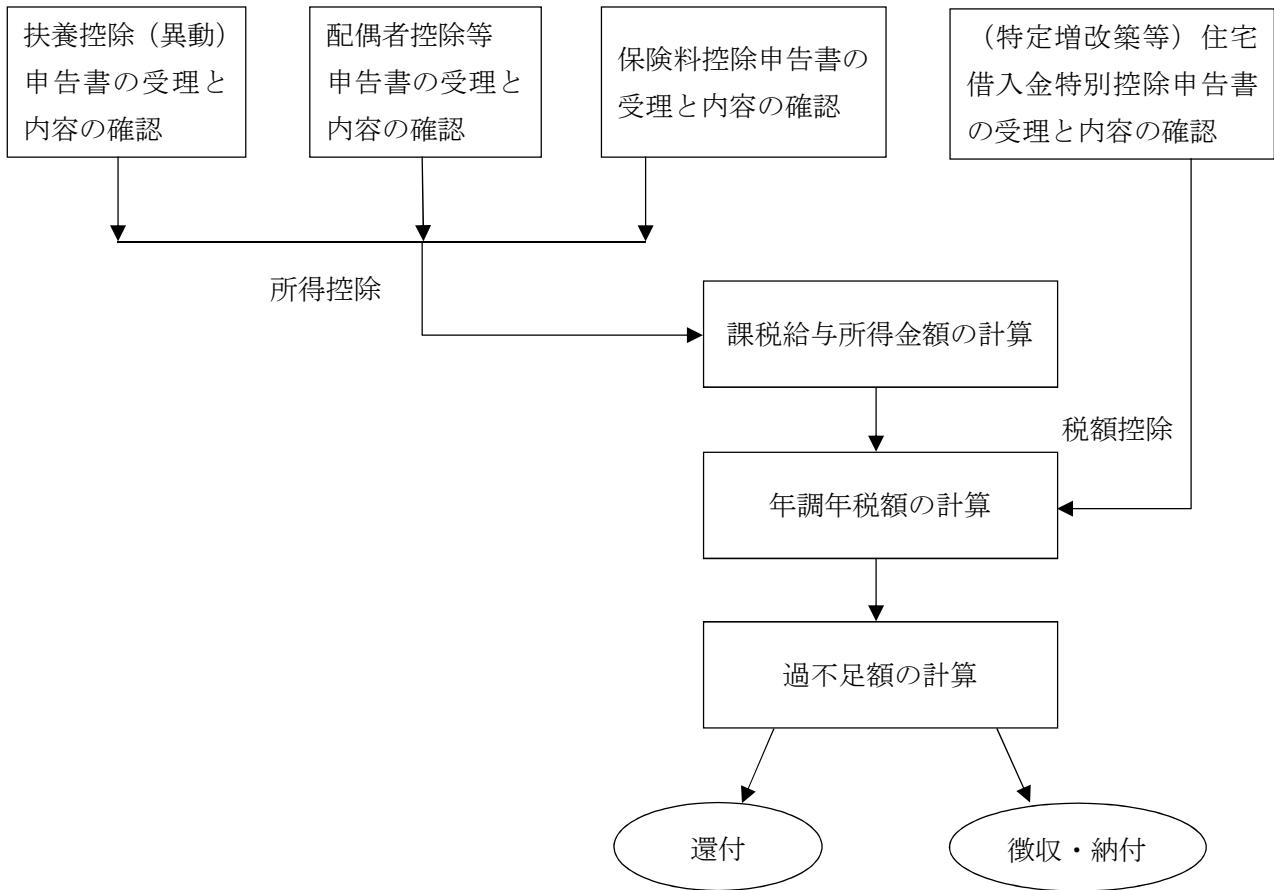 扶養控除（異動）
申告書の受理と
内容の確認
配偶者控除等
申告書の受理と
内容の確認
保険料控除申告書の
受理と内容の確認
（特定増改築等）住宅
借入金特別控除申告書
の受理と内容の確認
所得控除
課税給与所得金額の計算
税額控除
年調年税額の計算
過不足額の計算
還付
徴収・納付